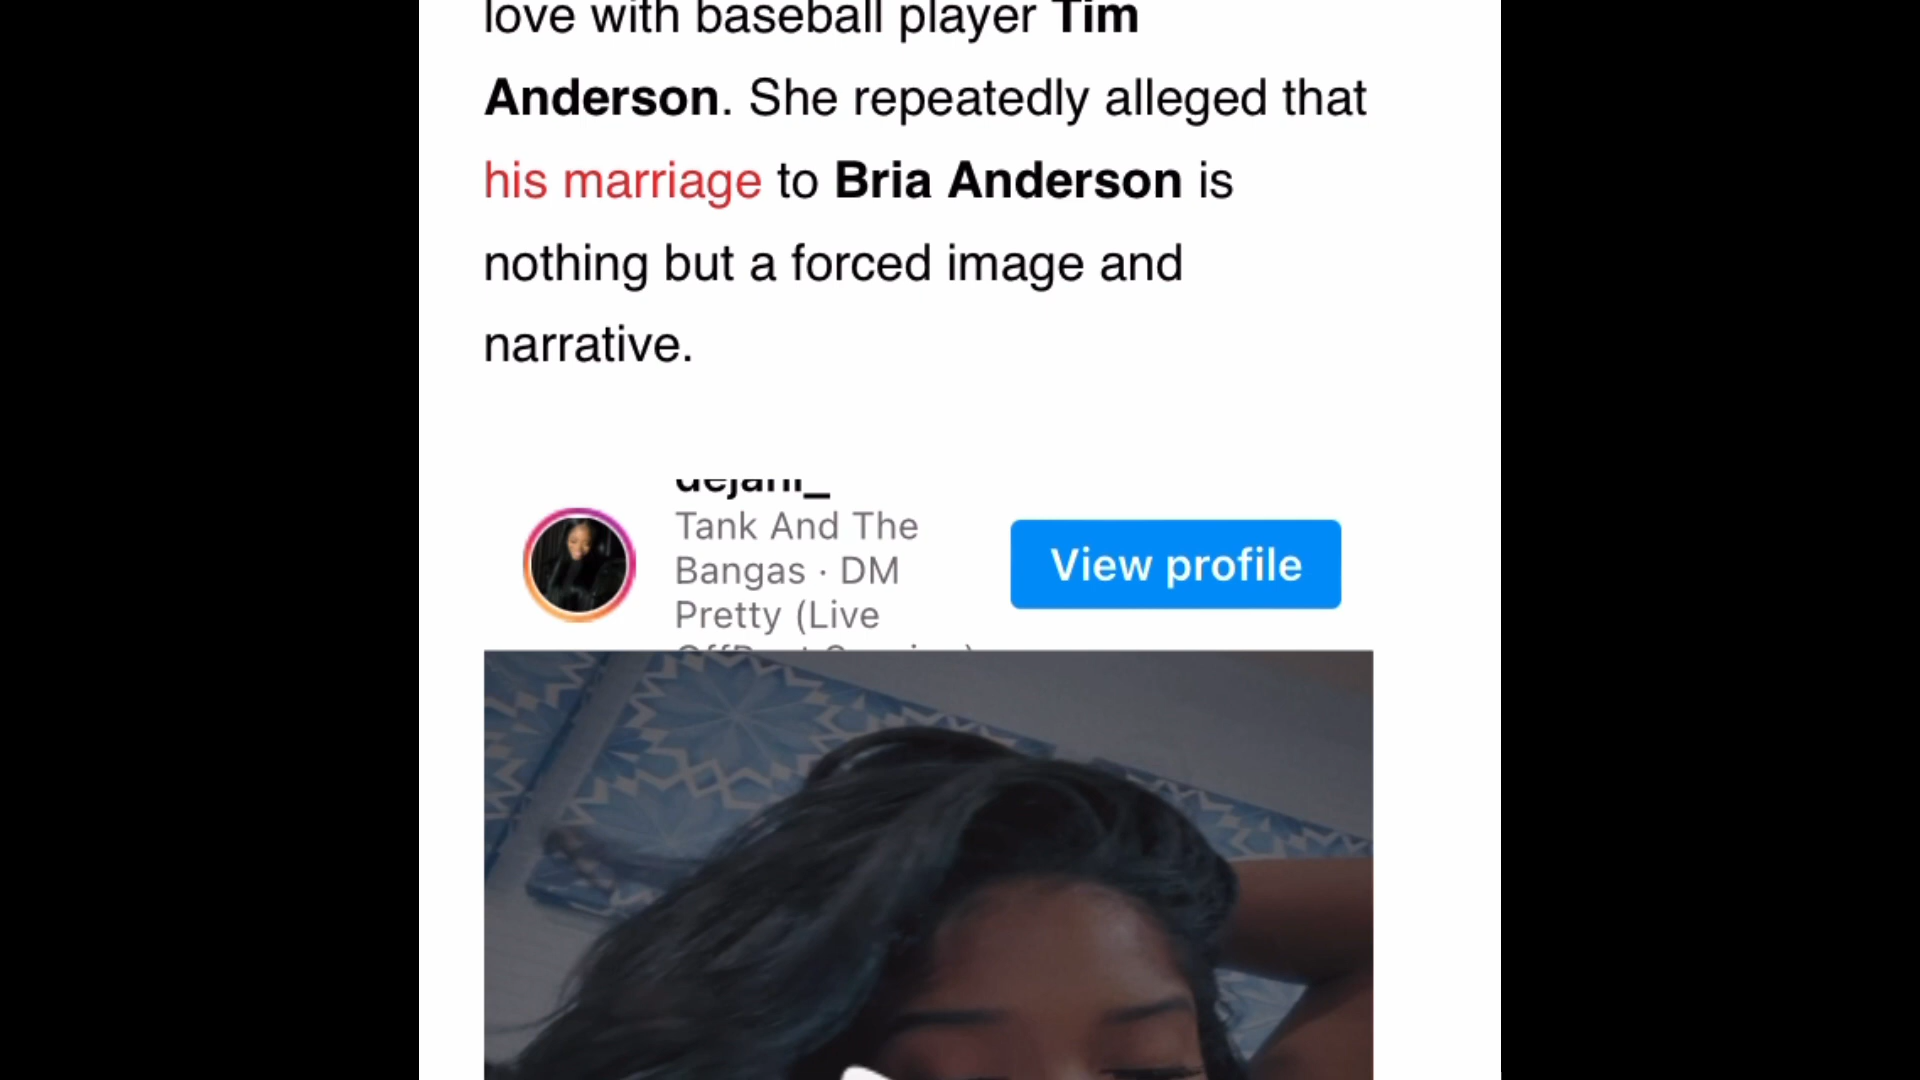 love with baseball player Tim
Anderson. She repeatedly alleged that
his marriage to Bria Anderson is
nothing but a forced image and
narrative.
dejahl_
Tank And The
Bangas · DM
Pretty (Live
View profile